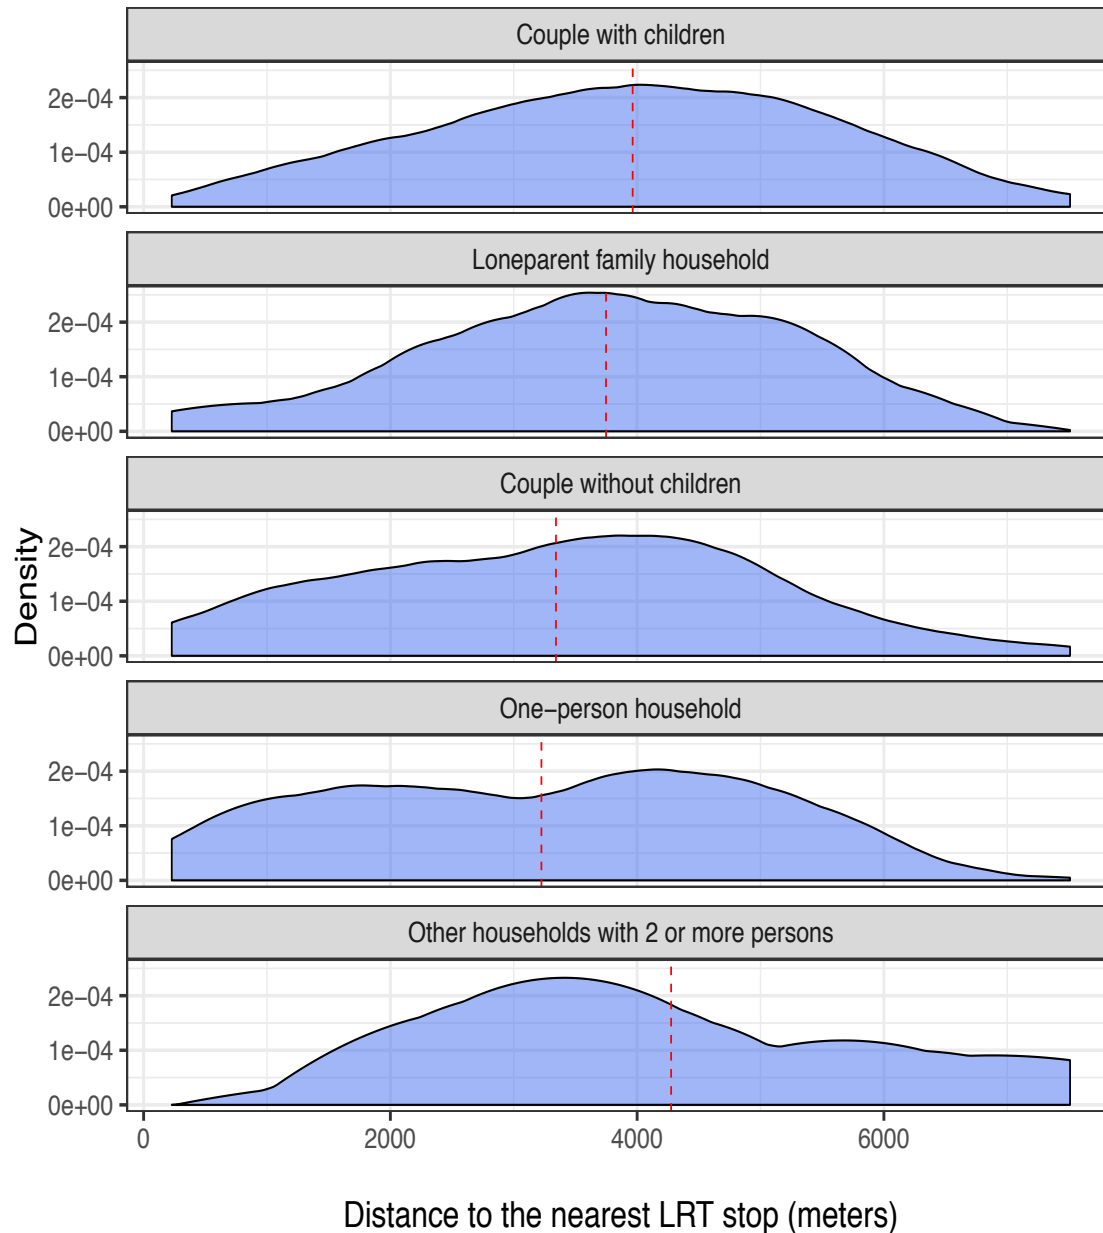 Couple with children
2e−04
1e−04
0e+00
Loneparent family household
2e−04
1e−04
0e+00
Couple without children
2e−04
1e−04
0e+00
One−person household
2e−04
1e−04
0e+00
Other households with 2 or more persons
2e−04
1e−04
0e+00
0 2000 4000 6000
Distance to the nearest LRT stop (meters)
Density